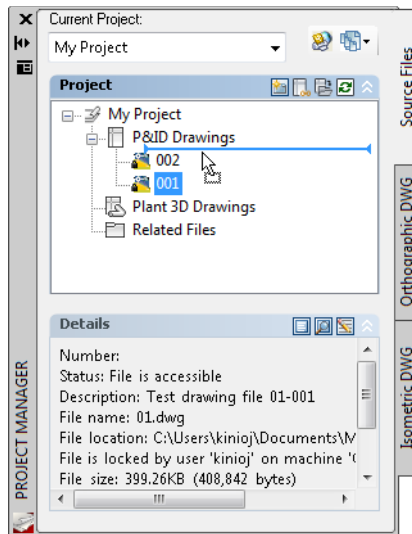 Current Project:
My Project
Project
My Project
P&ID Drawings
002
001
Plant 3D Drawings
Related Files
Details
Number:
Status: File is accessible
Description: Test drawing file 01-001
File name: 01.dwg
File location: C:\Users\kinioj\Documents\M
File is locked by user 'kinioj' on machine '
File size: 399.26KB (408,842 bytes)
PROJECT MANAGER
Source Files
Orthographic DWG
Isometric DWG